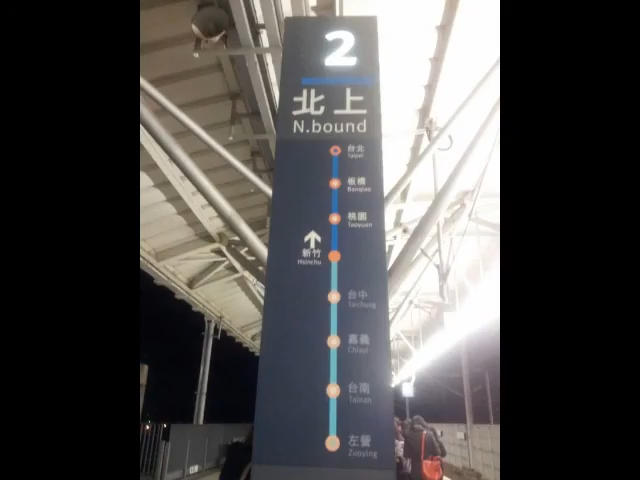 2
北上
N.bound
台北
Taipei
板橋
Banqiao
桃園
Taoyuan
新竹
Hsinchu
台中
Taichung
嘉義
Chiayi
台南
Tainan
左營
Zuoying